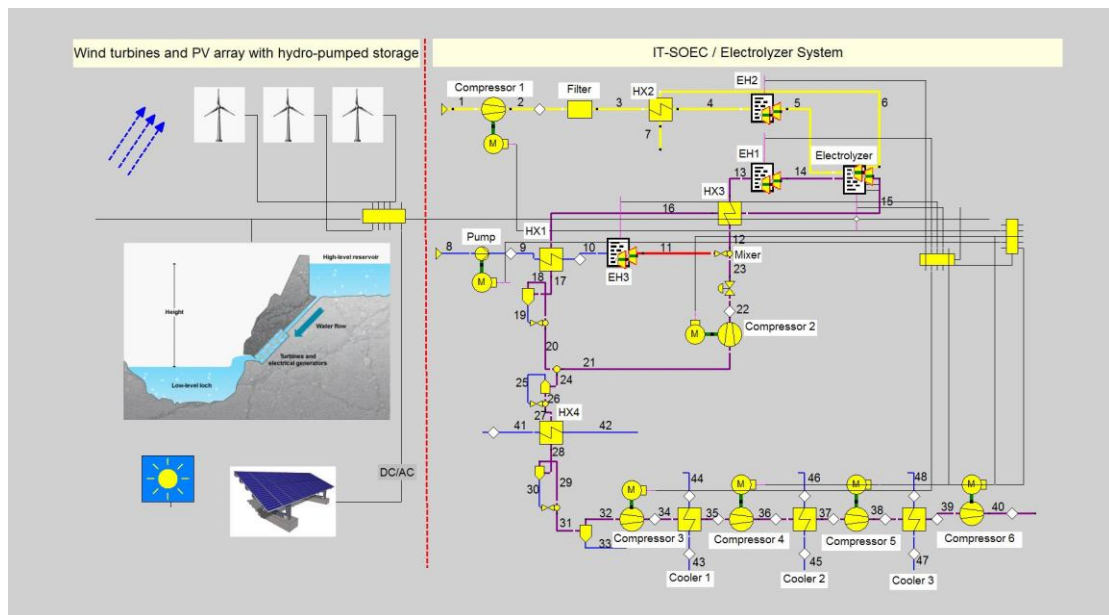 Wind turbines and PV array with hydro-pumped storage
IT-SOEC / Electrolyzer System
Compressor 1
Filter
HX2
EH2
1
2
3
4
5
6
7
M
EH1
Electrolyzer
13
14
HX3
15
16
HX1
Pump
8
9
10
11
12
EH3
Mixer
M
17
23
18
19
22
M
Compressor 2
20
21
24
25
26
27
HX4
41
42
28
29
30
31
32
33
M
Compressor 3
34
44
35
M
Compressor 4
36
46
37
M
Compressor 5
38
48
39
M
Compressor 6
40
43
45
47
Cooler 1
Cooler 2
Cooler 3
High-level reservoir
Height
Water flow
Turbines and
electrical generators
Low-level loch
DC/AC